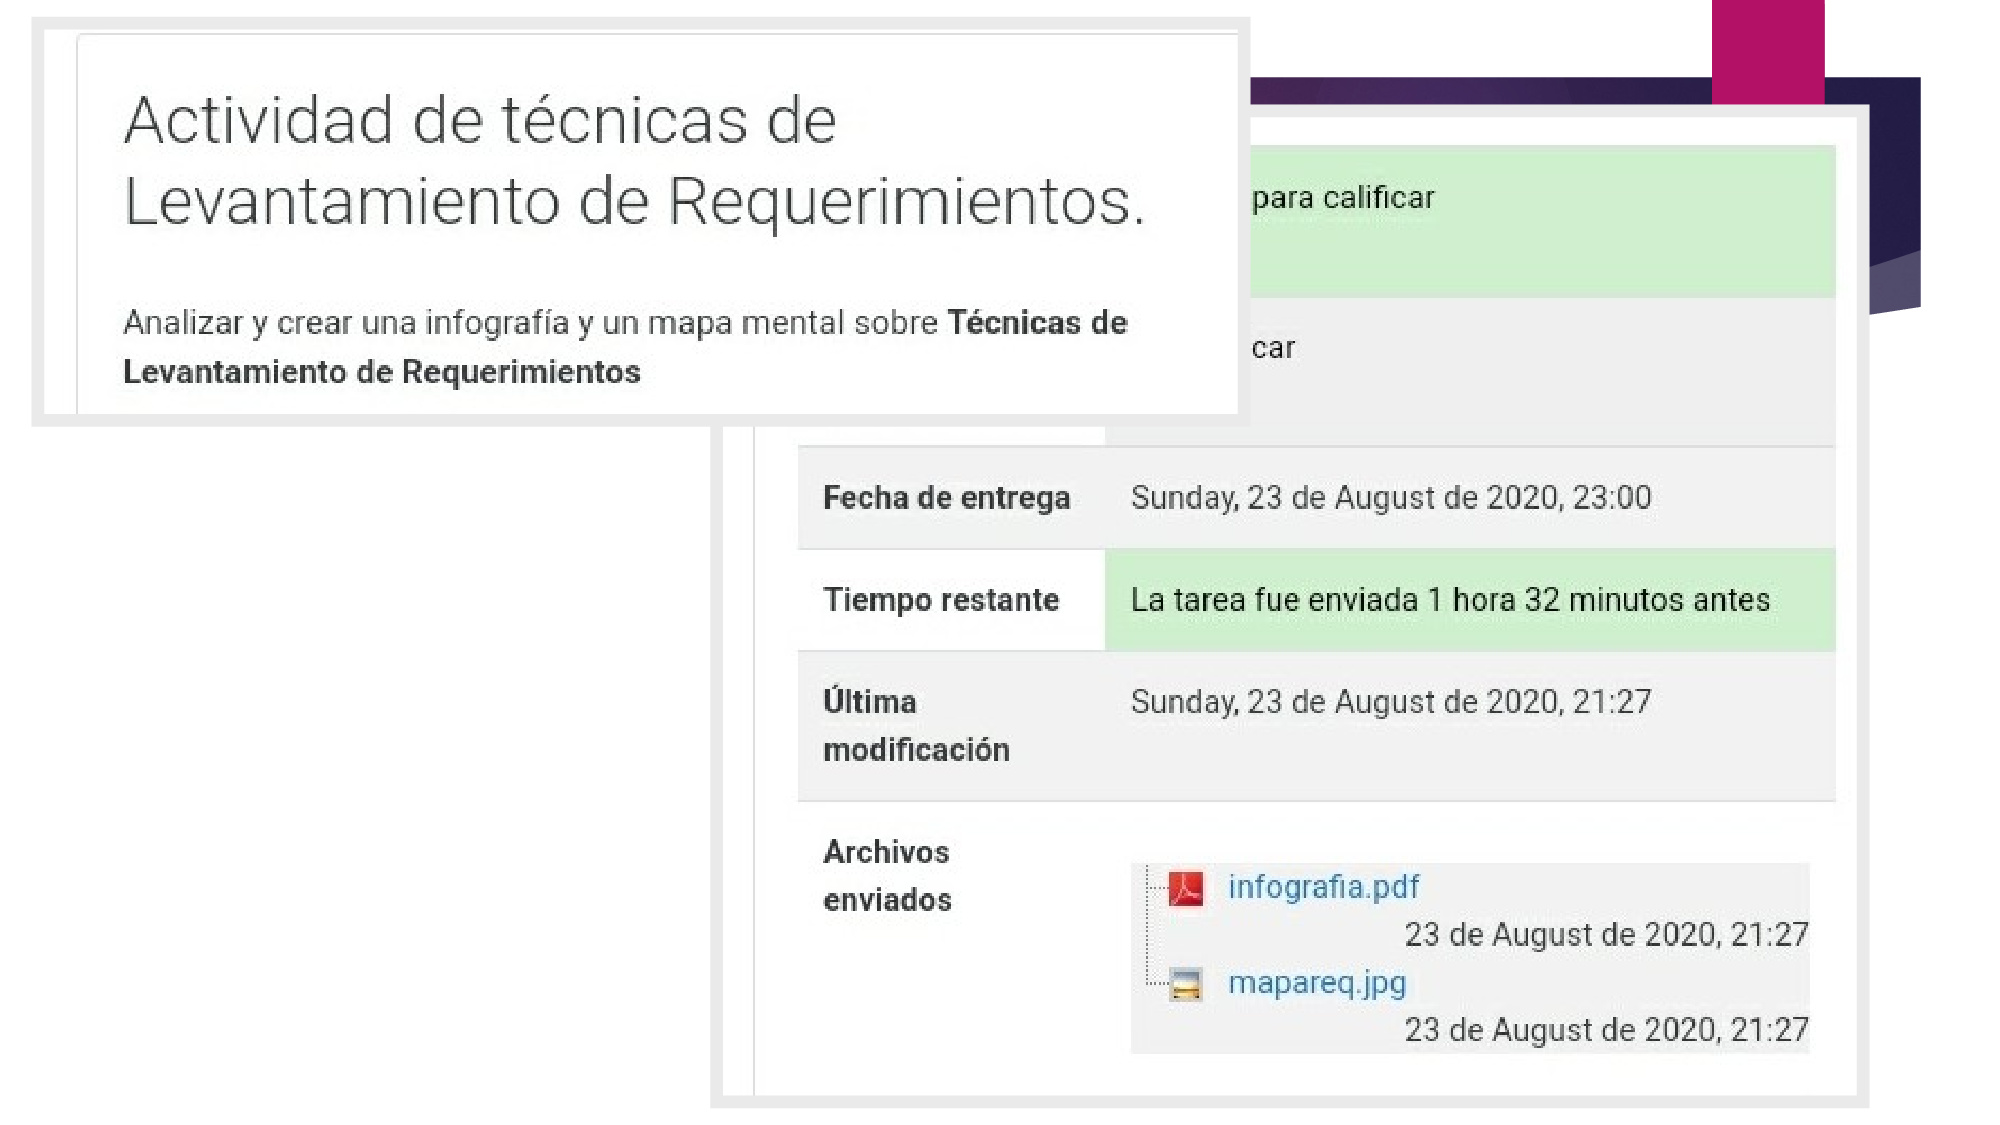 Actividad de técnicas de
Levantamiento de Requerimientos.
Analizar y crear una infografía y un mapa mental sobre Técnicas de
Levantamiento de Requerimientos
para calificar
car
Fecha de entrega Sunday, 23 de August de 2020, 23:00
Tiempo restante La tarea fue enviada 1 hora 32 minutos antes
Última Sunday, 23 de August de 2020, 21:27
modificación
Archivos
enviados
infografia.pdf
23 de August de 2020, 21:27
mapareq.jpg
23 de August de 2020, 21:27